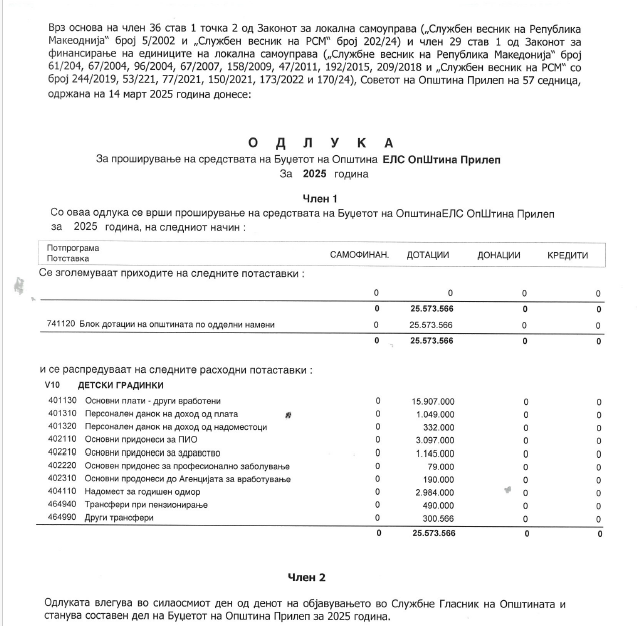 Врз основа на член 36 став 1 точка 2 од Законот за локална самоуправа („Службен весник на Република
Македонија“ број 5/2002 и „Службен весник на РСМ“ број 202/24) и член 29 став 1 од Законот за
финансирање на единиците на локална самоуправа („Службне весник на Република Македонија“ број
61/204, 67/2004, 96/2004, 67/2007, 158/2009, 47/2011, 192/2015, 209/2018 и „Службен весник на РСМ“ со
број 244/2019, 53/221, 77/2021, 150/2021, 173/2022 и 170/24), Советот на Општина Прилеп на 57 седница,
одржана на 14 март 2025 година донесе:
О Д Л У К А
За проширување на средствата на Буџетот на Општина ЕЛС ОпШтина Прилеп
За 2025 година
Член 1
Со оваа одлука се врши проширување на средствата на Буџетот на ОпштинаЕЛС ОпШтина Прилеп
за 2025 година, на следниот начин :
Потпрограма
Потставка САМОФИНАН. ДОТАЦИИ ДОНАЦИИ КРЕДИТИ
Се зголемуваат приходите на следните потаставки :
0 0 0 0
0 25.573.566 0 0
741120 Блок дотации на општината по одделни намени 0 25.573.566 0 0
0 25.573.566 0 0
и се распредуваат на следните расходни потаставки :
V10 ДЕТСКИ ГРАДИНКИ
401130 Основни плати - други вработени 0 15.907.000 0 0
401310 Персонален данок на доход од плата 0 1.049.000 0 0
401320 Персонален данок на доход од надоместоци 0 332.000 0 0
402110 Основни придонеси за ПИО 0 3.097.000 0 0
402210 Основни придонеси за здравство 0 1.145.000 0 0
402220 Основен придонес за професионално заболување 0 79.000 0 0
402310 Основни продонеси до Агенцијата за вработување 0 190.000 0 0
404110 Надомест за годишен одмор 0 2.984.000 0 0
464940 Трансфери при пензионирање 0 490.000 0 0
464990 Други трансфери 0 300.566 0 0
0 25.573.566 0 0
Член 2
Одлуката влегува во силаосмиот ден од денот на објавувањето во Службне Гласник на Општината и
станува составен дел на Буџетот на Општина Прилеп за 2025 година.